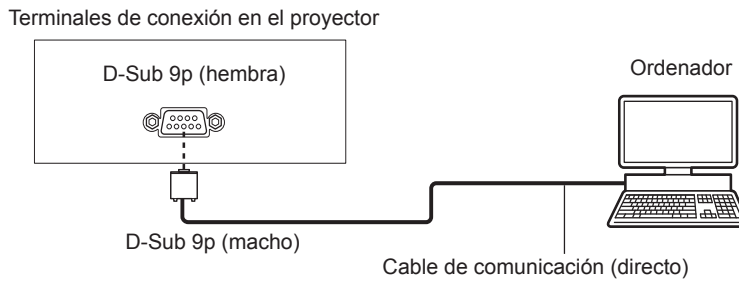 Terminales de conexión en el proyector
D-Sub 9p (hembra)
Ordenador
D-Sub 9p (macho)
Cable de comunicación (directo)